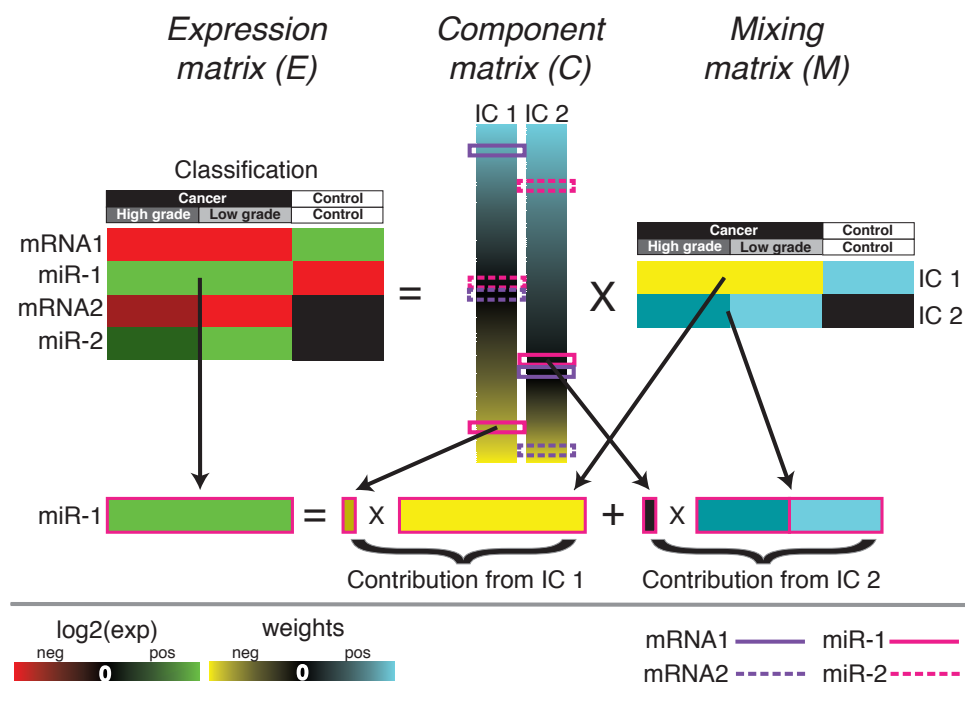 Expression matrix (E)
Component matrix (C)
Mixing matrix (M)
IC 1 IC 2
Classification
Cancer Control
High grade Low grade Control
mRNA1
miR-1
mRNA2
miR-2
=
X
Cancer Control
High grade Low grade Control
IC 1
IC 2
miR-1 = X + X
Contribution from IC 1
Contribution from IC 2
log2(exp)
neg 0 pos
weights
neg 0 pos
mRNA1 miR-1
mRNA2 miR-2